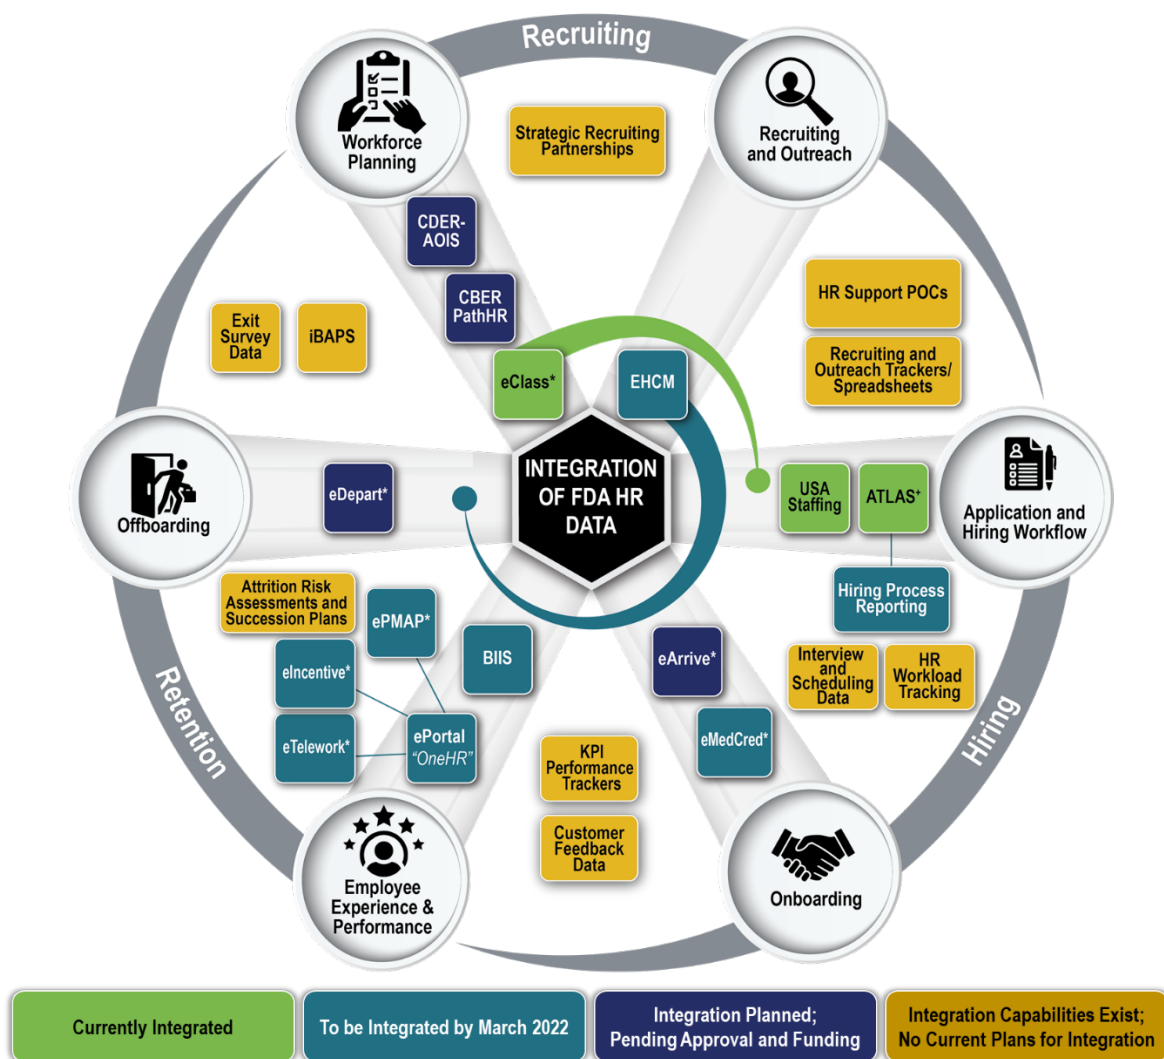 Recruiting
Workforce
Planning
Strategic Recruiting
Partnerships
Recruiting
and Outreach
CDER-
AOIS
CBER
PathHR
HR Support POCs
Exit
Survey
Data
iBAPS
Recruiting and
Outreach Trackers/
Spreadsheets
eClass*
EHCM
INTEGRATION
OF FDA HR
DATA
Offboarding
eDepart*
USA
Staffing
ATLAS+
Application and
Hiring Workflow
Hiring Process
Reporting
Attrition Risk
Assessments and
Succession Plans
ePMAP*
BIIS
eArrive*
Interview
and
Scheduling
Data
HR
Workload
Tracking
eIncentive*
eTelework*
ePortal
“OneHR”
eMedCred*
Retention
Hiring
KPI
Performance
Trackers
Customer
Feedback
Data
Employee
Experience &
Performance
Onboarding
Currently Integrated
To be Integrated by March 2022
Integration Planned;
Pending Approval and Funding
Integration Capabilities Exist;
No Current Plans for Integration